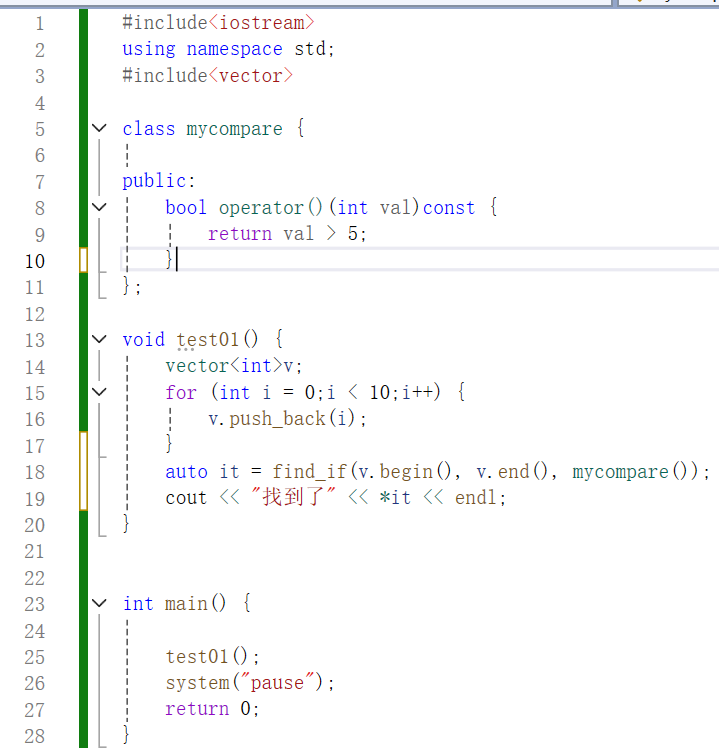 1 #include<iostream>
2 using namespace std;
3 #include<vector>
4
5 class mycompare {
6
7 public:
8 bool operator()(int val)const {
9 return val > 5;
10 }
11 };
12
13 void test01() {
14 vector<int>v;
15 for (int i = 0;i < 10;i++) {
16 v.push_back(i);
17 }
18 auto it = find_if(v.begin(), v.end(), mycompare());
19 cout << "找到了" << *it << endl;
20 }
21
22
23 int main() {
24
25 test01();
26 system("pause");
27 return 0;
28 }